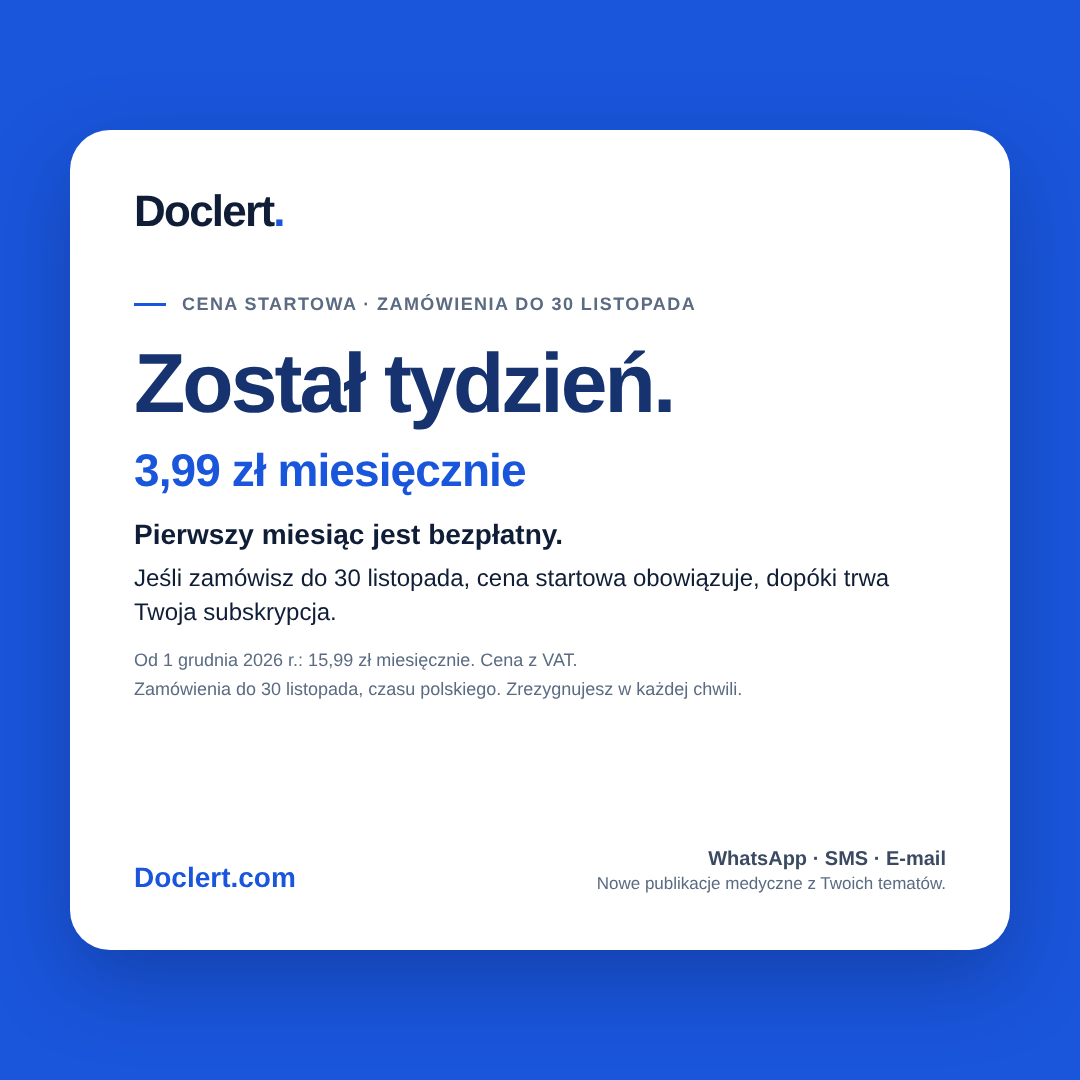 Doclert.
CENA STARTOWA · ZAMÓWIENIA DO 30 LISTOPADA
Został tydzień.
3,99 zł miesięcznie
Pierwszy miesiąc jest bezpłatny.
Jeśli zamówisz do 30 listopada, cena startowa obowiązuje, dopóki trwa
Twoja subskrypcja.
Od 1 grudnia 2026 r.: 15,99 zł miesięcznie. Cena z VAT.
Zamówienia do 30 listopada, czasu polskiego. Zrezygnujesz w każdej chwili.
Doclert.com
WhatsApp · SMS · E-mail
Nowe publikacje medyczne z Twoich tematów.